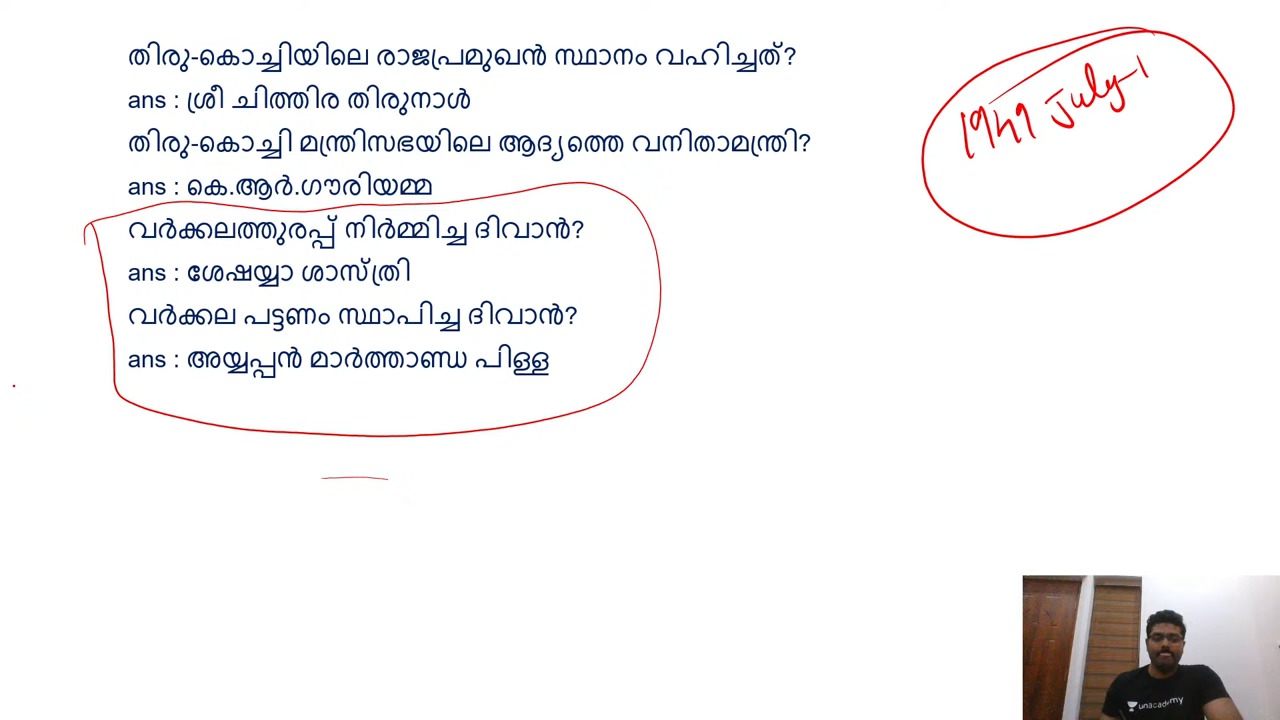 തിരു-കൊച്ചിയിലെ രാജപ്രമുഖൻ സ്ഥാനം വഹിച്ചത്?
ans : ശ്രീ ചിത്തിര തിരുനാൾ
തിരു-കൊച്ചി മന്ത്രിസഭയിലെ ആദ്യത്തെ വനിതാമന്ത്രി?
ans : കെ.ആർ.ഗൗരിയമ്മ
വർക്കലത്തുരപ്പ് നിർമ്മിച്ച ദിവാൻ?
ans : ശേഷയ്യാ ശാസ്ത്രി
വർക്കല പട്ടണം സ്ഥാപിച്ച ദിവാൻ?
ans : അയ്യപ്പൻ മാർത്താണ്ഡ പിള്ള
1949 July-1
unacademy